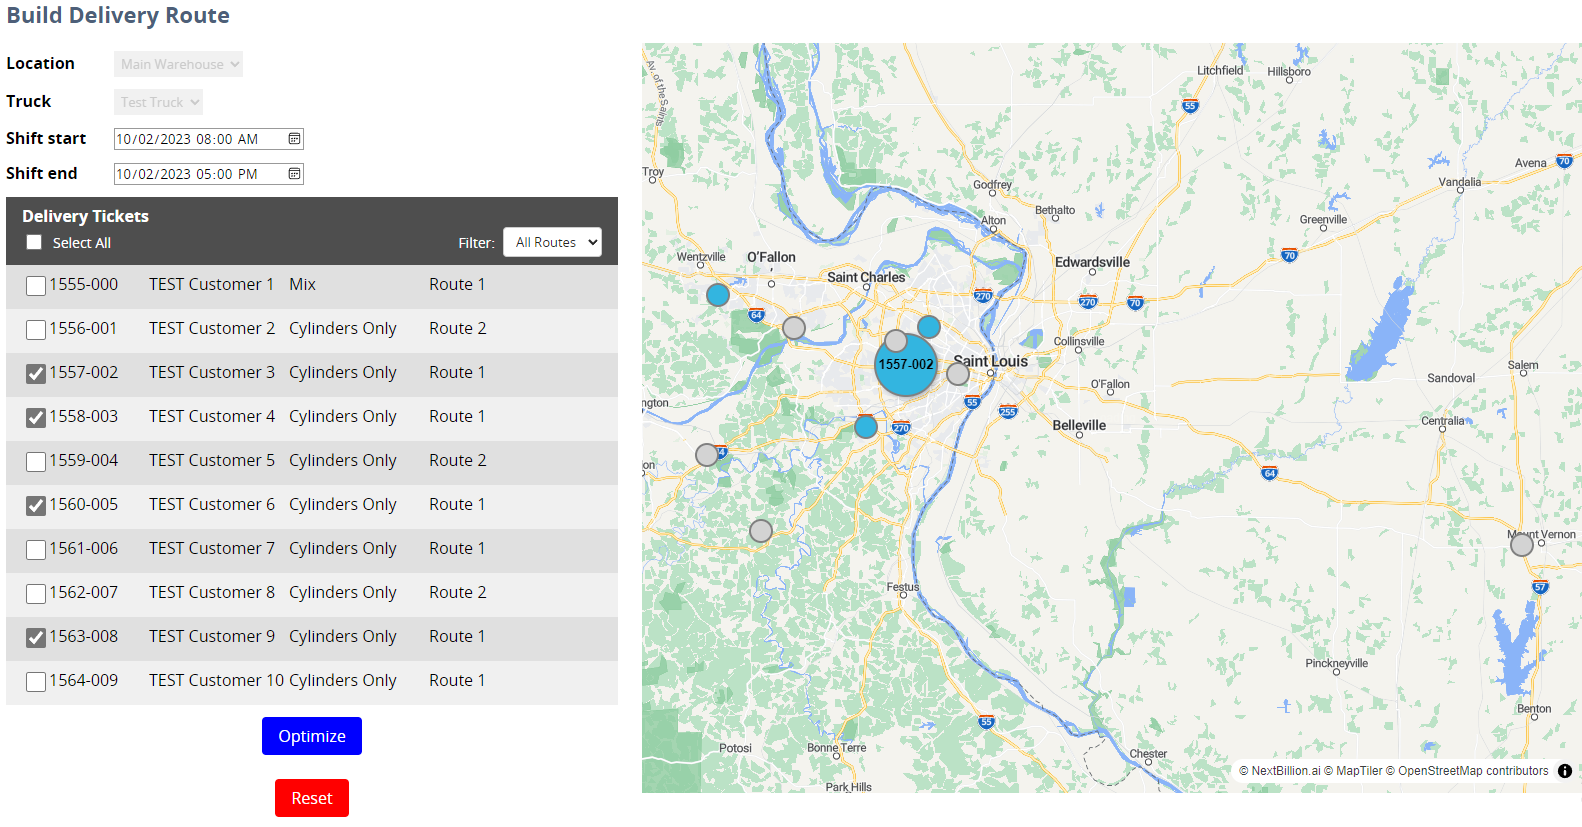 Build Delivery Route
Location
Main Warehouse
Truck
Test Truck
Shift start
10/02/2023 08:00 AM
Shift end
10/02/2023 05:00 PM
Delivery Tickets
Select All
Filter:
All Routes
1555-000 TEST Customer 1 Mix Route 1
1556-001 TEST Customer 2 Cylinders Only Route 2
1557-002 TEST Customer 3 Cylinders Only Route 1
1558-003 TEST Customer 4 Cylinders Only Route 1
1559-004 TEST Customer 5 Cylinders Only Route 2
1560-005 TEST Customer 6 Cylinders Only Route 1
1561-006 TEST Customer 7 Cylinders Only Route 1
1562-007 TEST Customer 8 Cylinders Only Route 2
1563-008 TEST Customer 9 Cylinders Only Route 1
1564-009 TEST Customer 10 Cylinders Only Route 1
Optimize
Reset
Av. of the Saints
Litchfield
Hillsboro
55
Avena
70
Troy
Godfrey
Vandalia
Alton
Bethalto
Greenville
Wentzville
O'Fallon
Edwardsville
70
Saint Charles
270
270
70
64
Collinsville
1557-002
Saint Louis
Salem
O'Fallon
Sandoval
ngton
55
255
Centralia
270
Belleville
on
4
64
Mount Vernon
Festus
57
Pinckneyville
Benton
55
Potosi
Bonne Terre
Chester
Park Hills
© NextBillion.ai © MapTiler © OpenStreetMap contributors